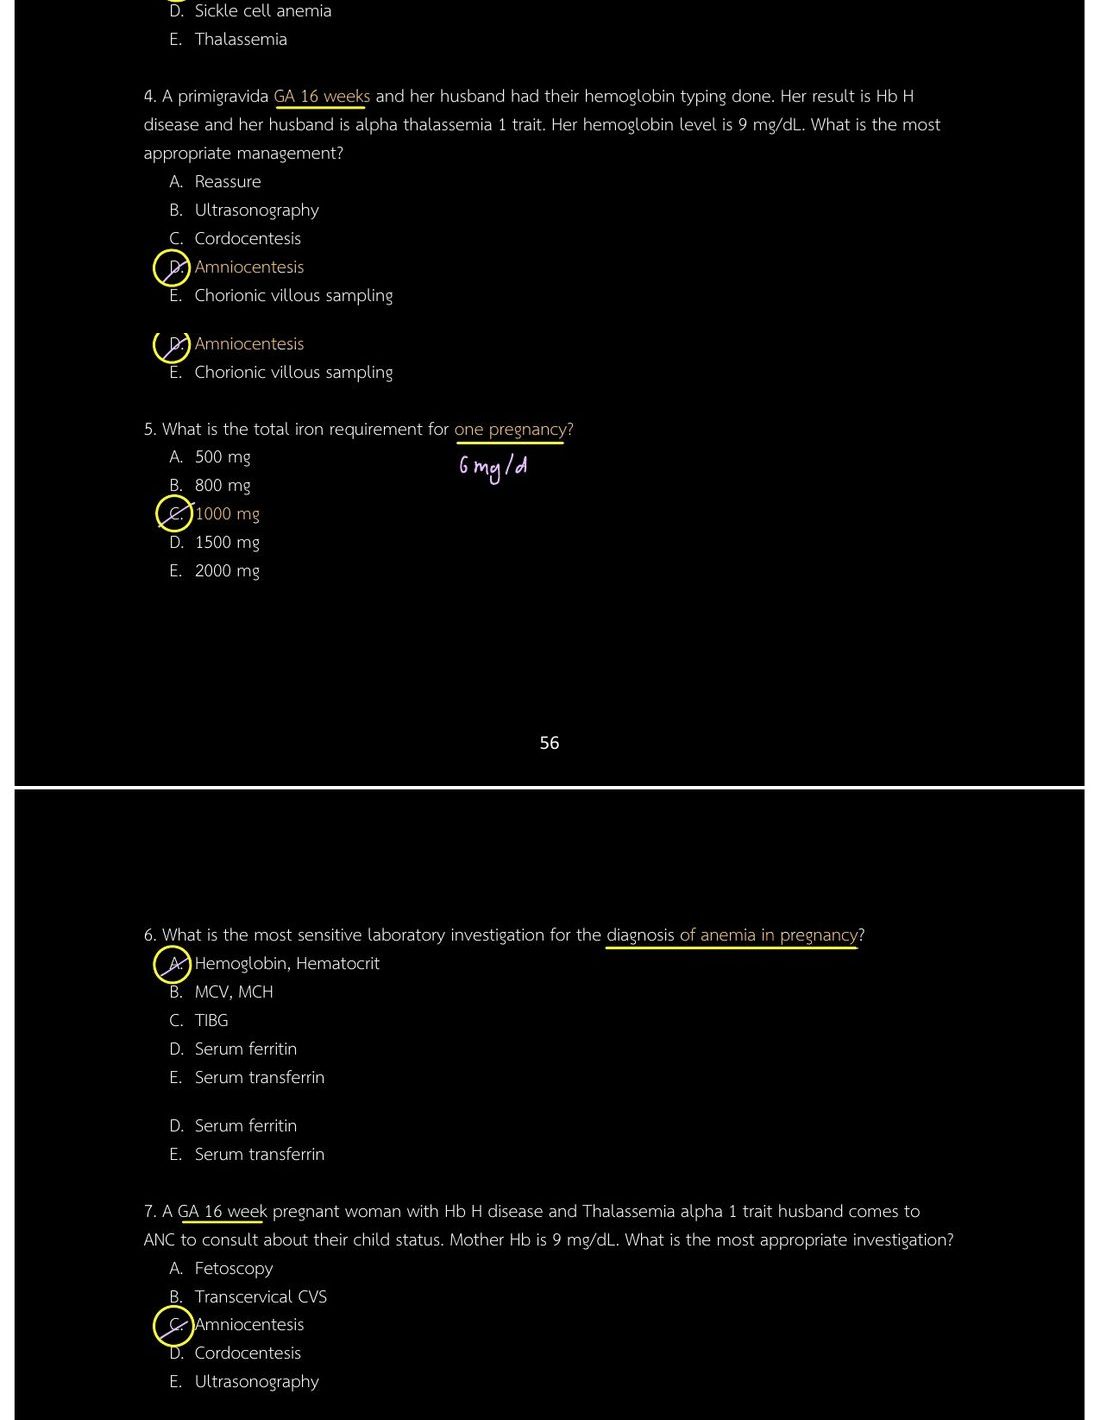 D. Sickle cell anemia
E. Thalassemia
4. A primigravida GA 16 weeks and her husband had their hemoglobin typing done. Her result is Hb H
disease and her husband is alpha thalassemia 1 trait. Her hemoglobin level is 9 mg/dL. What is the most
appropriate management?
A. Reassure
B. Ultrasonography
C. Cordocentesis
D. Amniocentesis
E. Chorionic villous sampling
D. Amniocentesis
E. Chorionic villous sampling
5. What is the total iron requirement for one pregnancy?
A. 500 mg
6 mg/d
B. 800 mg
C. 1000 mg
D. 1500 mg
E. 2000 mg
56
6. What is the most sensitive laboratory investigation for the diagnosis of anemia in pregnancy?
A. Hemoglobin, Hematocrit
B. MCV, MCH
C. TIBG
D. Serum ferritin
E. Serum transferrin
D. Serum ferritin
E. Serum transferrin
7. A GA 16 week pregnant woman with Hb H disease and Thalassemia alpha 1 trait husband comes to
ANC to consult about their child status. Mother Hb is 9 mg/dL. What is the most appropriate investigation?
A. Fetoscopy
B. Transcervical CVS
C. Amniocentesis
D. Cordocentesis
E. Ultrasonography